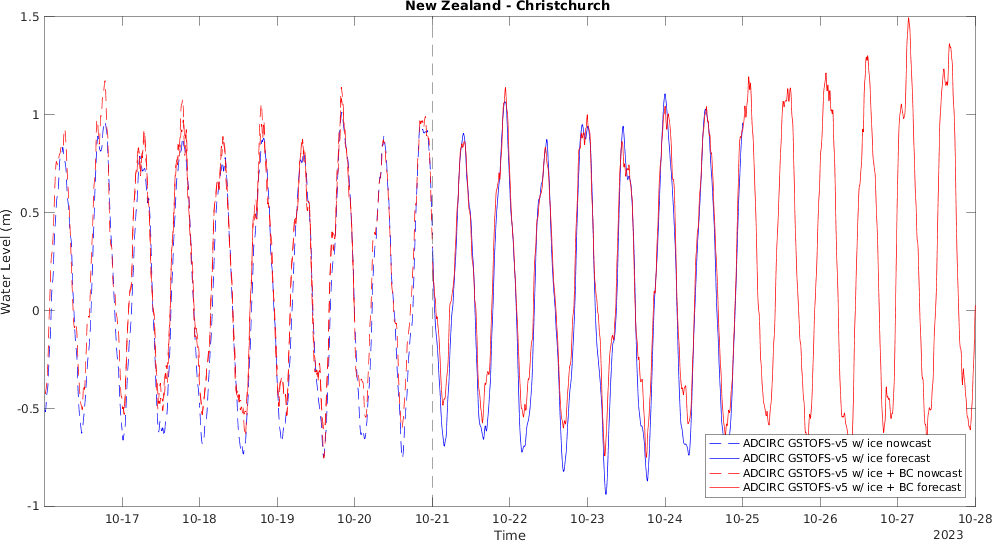 New Zealand - Christchurch
1.5
1
0.5
0
-0.5
-1
Water Level (m)
10-17 10-18 10-19 10-20 10-21 10-22 10-23 10-24 10-25 10-26 10-27 10-28
Time
2023
ADCIRC GSTOFS-v5 w/ ice nowcast
ADCIRC GSTOFS-v5 w/ ice forecast
ADCIRC GSTOFS-v5 w/ ice + BC nowcast
ADCIRC GSTOFS-v5 w/ ice + BC forecast